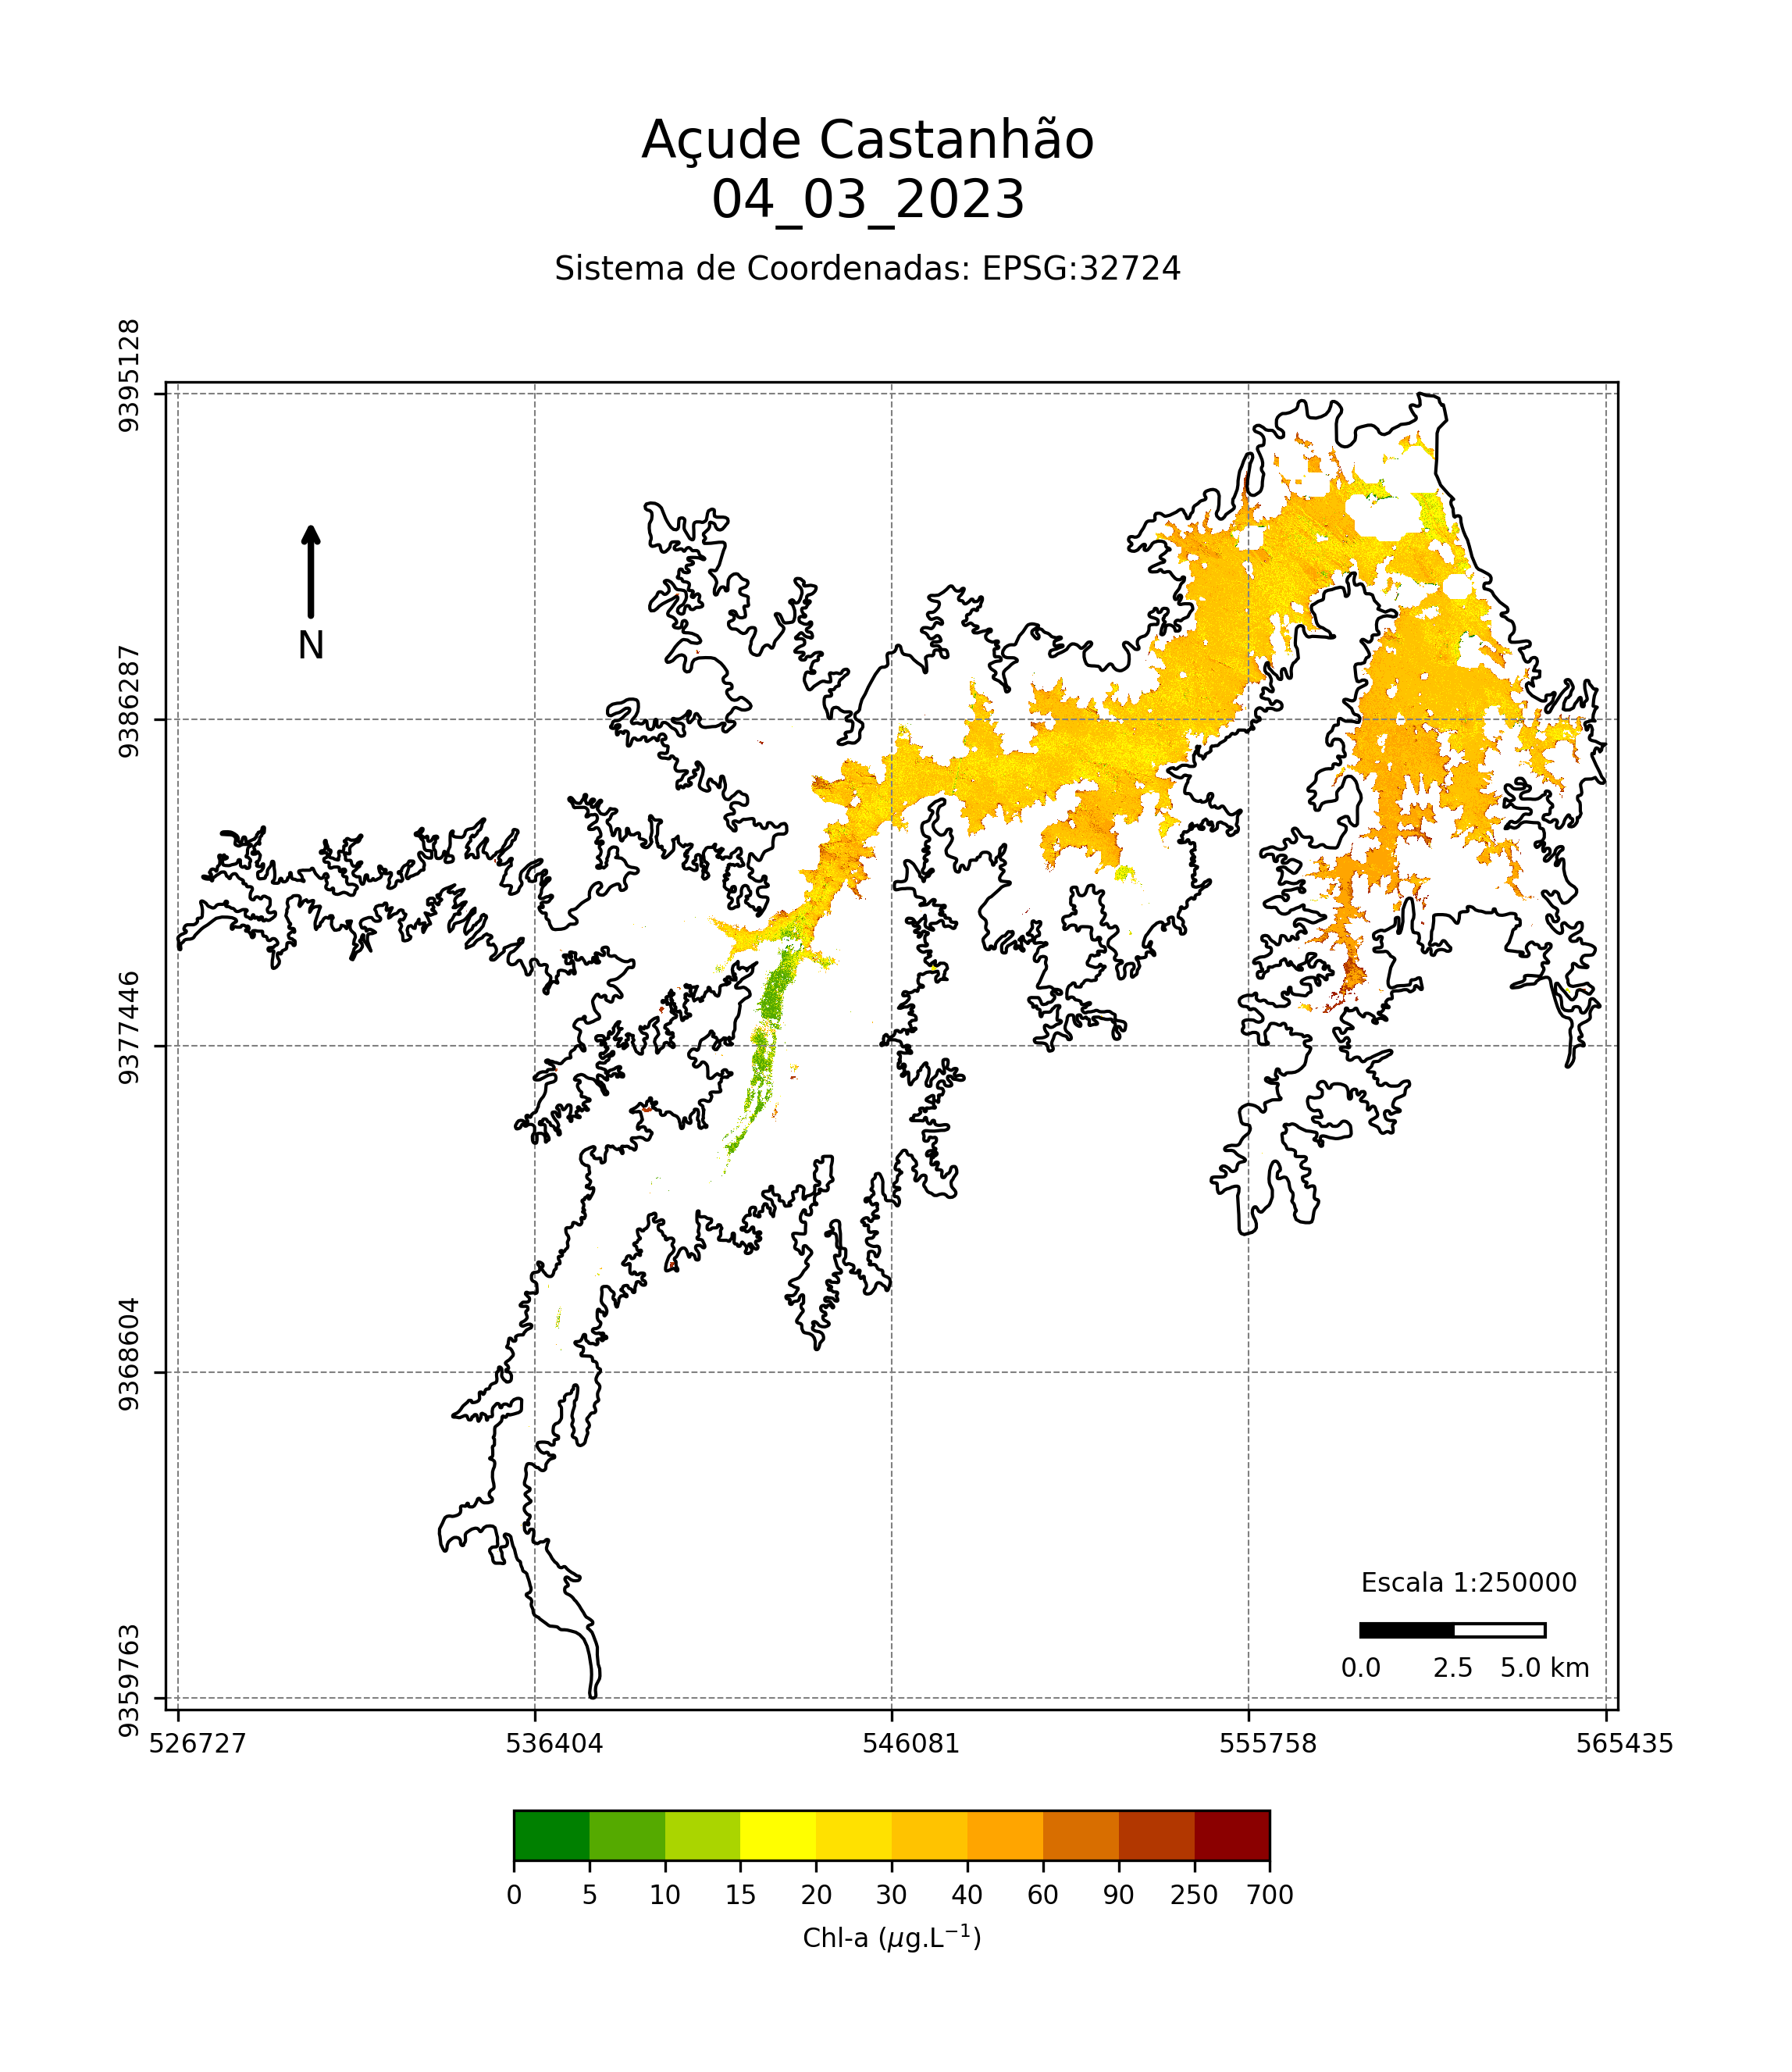 Açude Castanhão
04_03_2023
Sistema de Coordenadas: EPSG:32724
9395128
9386287
9377446
9368604
9359763
N
Escala 1:250000
0.0 2.5 5.0 km
526727 536404 546081 555758 565435
0 5 10 15 20 30 40 60 90 250 700
Chl-a (μg.L⁻¹)